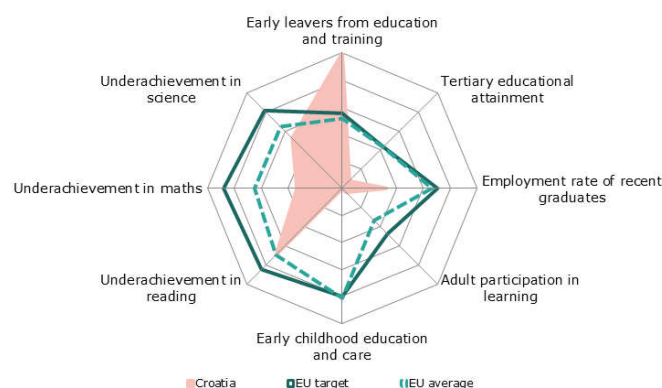 Early leavers from education
and training
Underachievement in
science
Tertiary educational
attainment
Underachievement in maths
Employment rate of recent
graduates
Underachievement in
reading
Adult participation in
learning
Early childhood education
and care
Croatia
EU target
EU average